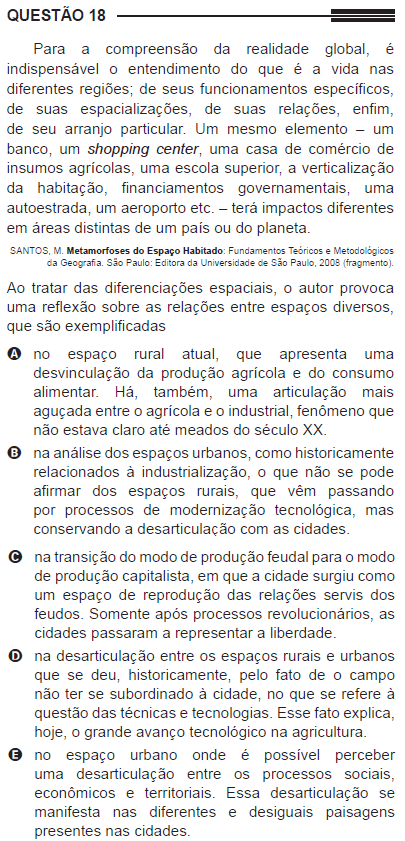 QUESTÃO 18
Para a compreensão da realidade global, é
indispensável o entendimento do que é a vida nas
diferentes regiões; de seus funcionamentos específicos,
de suas espacializações, de suas relações, enfim,
de seu arranjo particular. Um mesmo elemento – um
banco, um shopping center, uma casa de comércio de
insumos agrícolas, uma escola superior, a verticalização
da habitação, financiamentos governamentais, uma
autoestrada, um aeroporto etc. – terá impactos diferentes
em áreas distintas de um país ou do planeta.
SANTOS, M. Metamorfoses do Espaço Habitado: Fundamentos Teóricos e Metodológicos
da Geografia. São Paulo: Editora da Universidade de São Paulo, 2008 (fragmento).
Ao tratar das diferenciações espaciais, o autor provoca
uma reflexão sobre as relações entre espaços diversos,
que são exemplificadas
A no espaço rural atual, que apresenta uma
desvinculação da produção agrícola e do consumo
alimentar. Há, também, uma articulação mais
aguçada entre o agrícola e o industrial, fenômeno que
não estava claro até meados do século XX.
B na análise dos espaços urbanos, como historicamente
relacionados à industrialização, o que não se pode
afirmar dos espaços rurais, que vêm passando
por processos de modernização tecnológica, mas
conservando a desarticulação com as cidades.
C na transição do modo de produção feudal para o modo
de produção capitalista, em que a cidade surgiu como
um espaço de reprodução das relações servis dos
feudos. Somente após processos revolucionários, as
cidades passaram a representar a liberdade.
D na desarticulação entre os espaços rurais e urbanos
que se deu, historicamente, pelo fato de o campo
não ter se subordinado à cidade, no que se refere à
questão das técnicas e tecnologias. Esse fato explica,
hoje, o grande avanço tecnológico na agricultura.
E no espaço urbano onde é possível perceber
uma desarticulação entre os processos sociais,
econômicos e territoriais. Essa desarticulação se
manifesta nas diferentes e desiguais paisagens
presentes nas cidades.